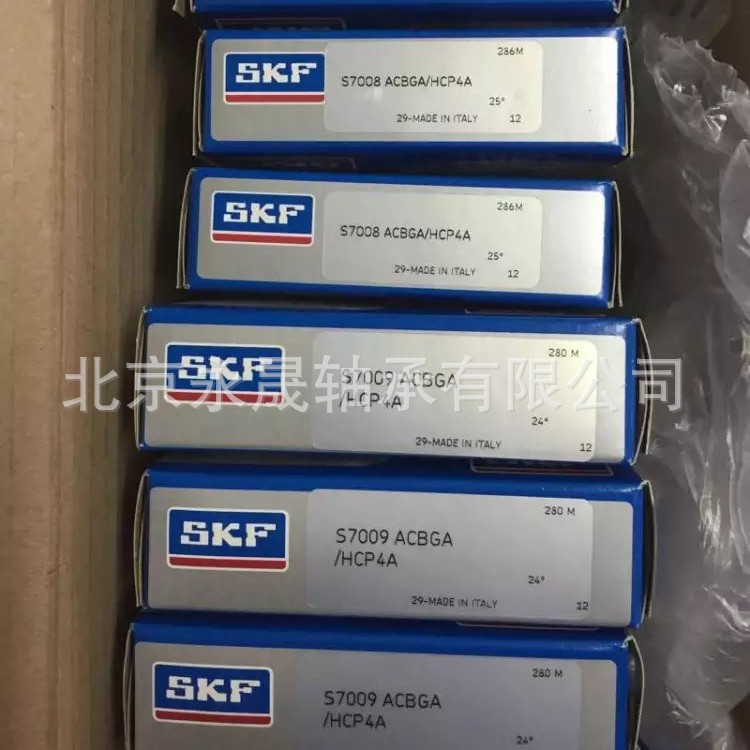 286M
SKF
S7008 ACBGA/HCP4A
25°
29-MADE IN ITALY 12
286M
SKF
S7008 ACBGA/HCP4A
25°
29-MADE IN ITALY 12
280 M
SKF
S7009 ACBGA
/HCP4A
24°
29-MADE IN ITALY 12
北京永晟轴承有限公司
280 M
SKF
S7009 ACBGA
/HCP4A
24°
29-MADE IN ITALY 12
280 M
SKF
S7009 ACBGA
/HCP4A
24°